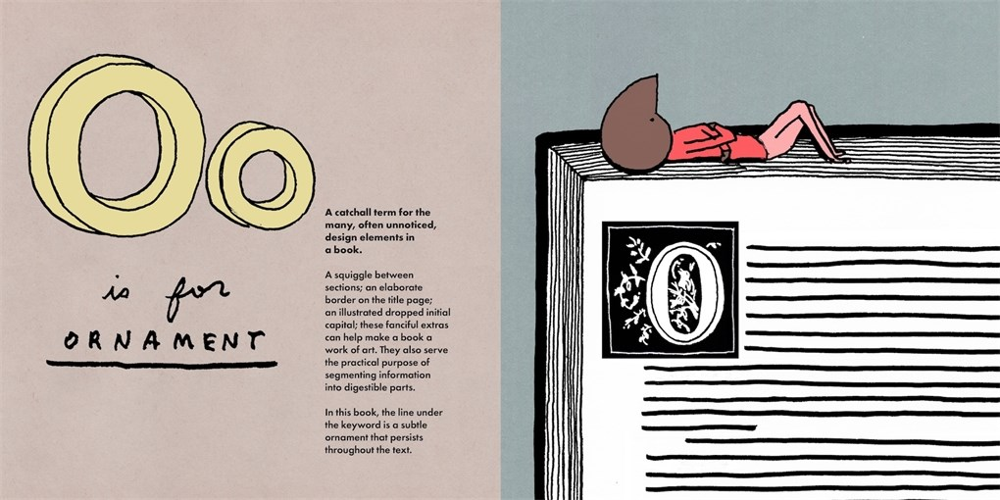 Oo
is for
ORNAMENT
A catchall term for the
many, often unnoticed,
design elements in
a book.
A squiggle between
sections; an elaborate
border on the title page;
an illustrated dropped initial
capital; these fanciful extras
can help make a book a
work of art. They also serve
the practical purpose of
segmenting information
into digestible parts.
In this book, the line under
the keyword is a subtle
ornament that persists
throughout the text.
O